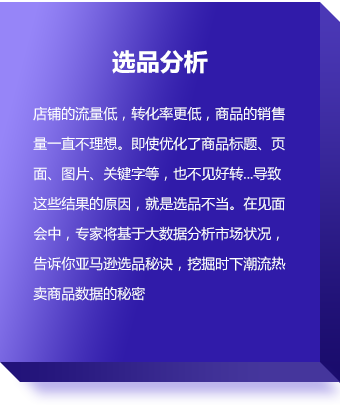 选品分析
店铺的流量低，转化率更低，商品的销售
量一直不理想。即使优化了商品标题、页
面、图片、关键字等，也不见好转...导致
这些结果的原因，就是选品不当。在见面
会中，专家将基于大数据分析市场状况，
告诉你亚马逊选品秘诀，挖掘时下潮流热
卖商品数据的秘密